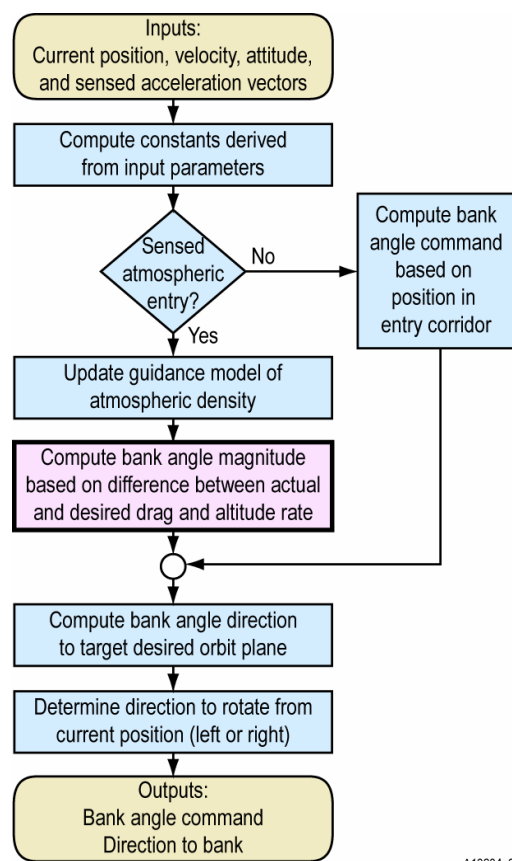 Inputs:
Current position, velocity, attitude,
and sensed acceleration vectors
Compute constants derived
from input parameters
Sensed
atmospheric
entry?
No
Yes
Compute bank
angle command
based on
position in
entry corridor
Update guidance model of
atmospheric density
Compute bank angle magnitude
based on difference between actual
and desired drag and altitude rate
Compute bank angle direction
to target desired orbit plane
Determine direction to rotate from
current position (left or right)
Outputs:
Bank angle command
Direction to bank